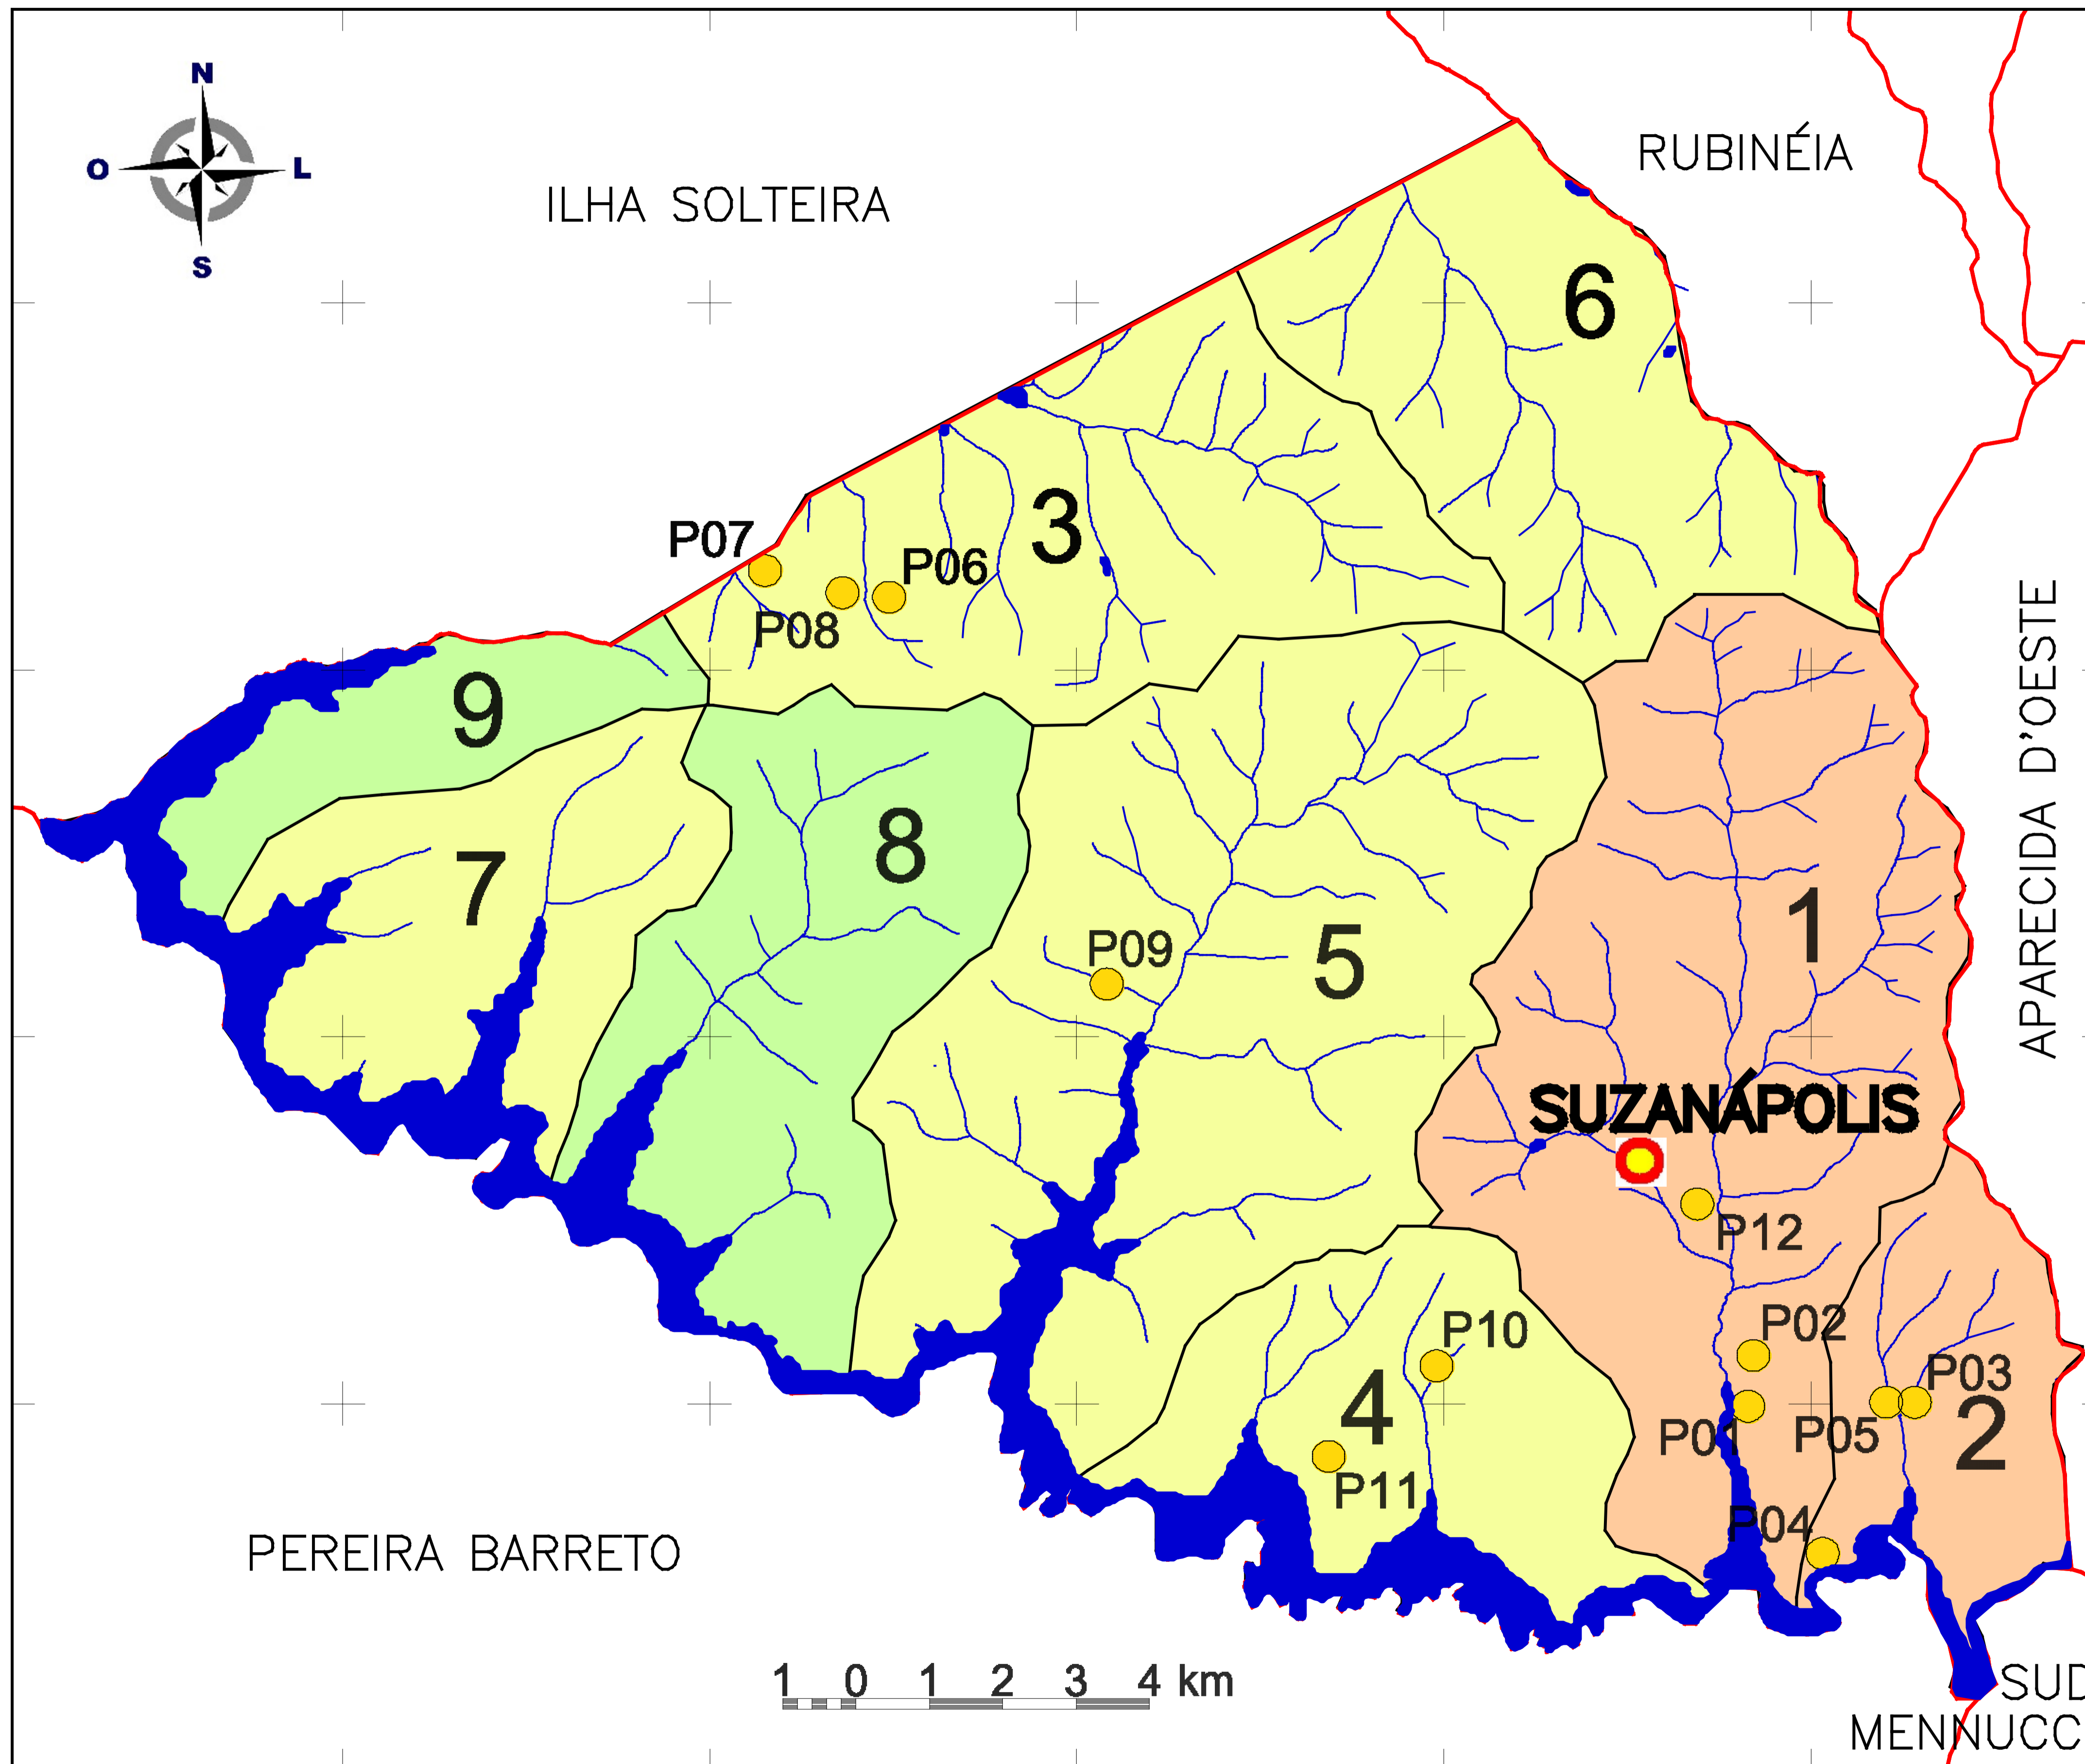 N
O L
S
ILHA SOLTEIRA
RUBINÉIA
6
3
P07
P06
P08
APARECIDA D'OESTE
9
8
7
1
P09
5
SUZANÁPOLIS
P12
P02
P10
P03
4
2
P01
P05
P11
P04
PEREIRA BARRETO
1 0 1 2 3 4 km
SUD
MENNUCC